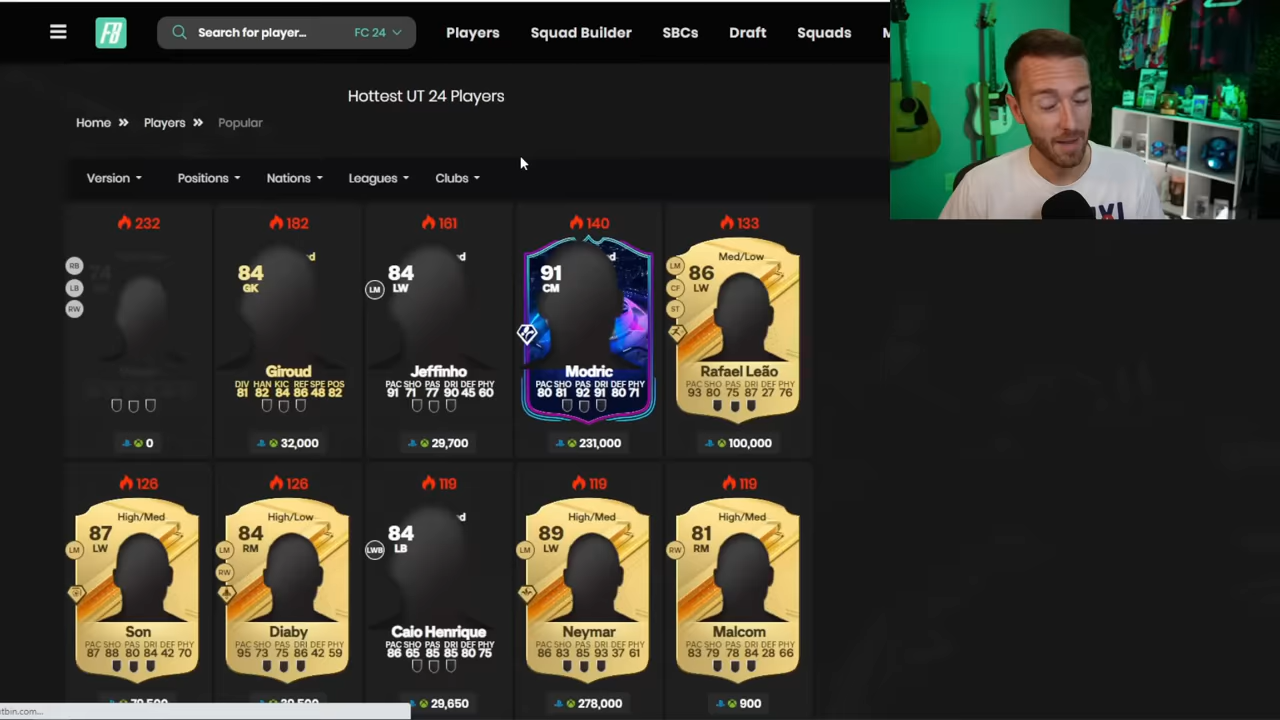 FB Search for player... FC 24 Players Squad Builder SBCs Draft Squads
Hottest UT 24 Players
Home » Players » Popular
Version Positions Nations Leagues Clubs
232 182 161 140 133
RB
LB
RW
84
GK
Giroud
DIV HAN KIC REF SPE POS
81 82 84 86 48 82
LM
84
LW
Jeffinho
PAC SHO PAS DRI DEF PHY
91 71 77 90 45 60
91
CM
Modric
PAC SHO PAS DRI DEF PHY
80 81 92 91 80 71
Med/Low
LM
CF
ST
86
LW
Rafael Leão
PAC SHO PAS DRI DEF PHY
93 80 75 87 27 76
0 32,000 29,700 231,000 100,000
126 126 119 119 119
High/Med
LM
87
LW
Son
PAC SHO PAS DRI DEF PHY
87 88 80 84 42 70
High/Low
LM
RW
84
RM
Diaby
PAC SHO PAS DRI DEF PHY
95 73 75 86 42 59
LWB
84
LB
Caio Henrique
PAC SHO PAS DRI DEF PHY
86 65 85 85 80 75
High/Med
LM
89
LW
Neymar
PAC SHO PAS DRI DEF PHY
86 83 85 93 37 61
High/Med
RW
81
RM
Malcom
PAC SHO PAS DRI DEF PHY
83 79 78 84 28 66
29,650 278,000 900
tbin.com...